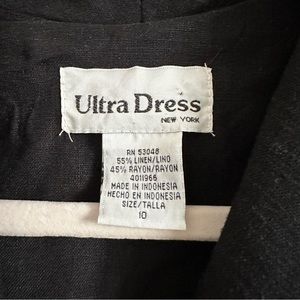 Ultra Dress
NEW YORK
RN 53048
55% LINEN/LINO
45% RAYON/RAYON
4011966
MADE IN INDONESIA
HECHO EN INDONESIA
SIZE/TALLA
10